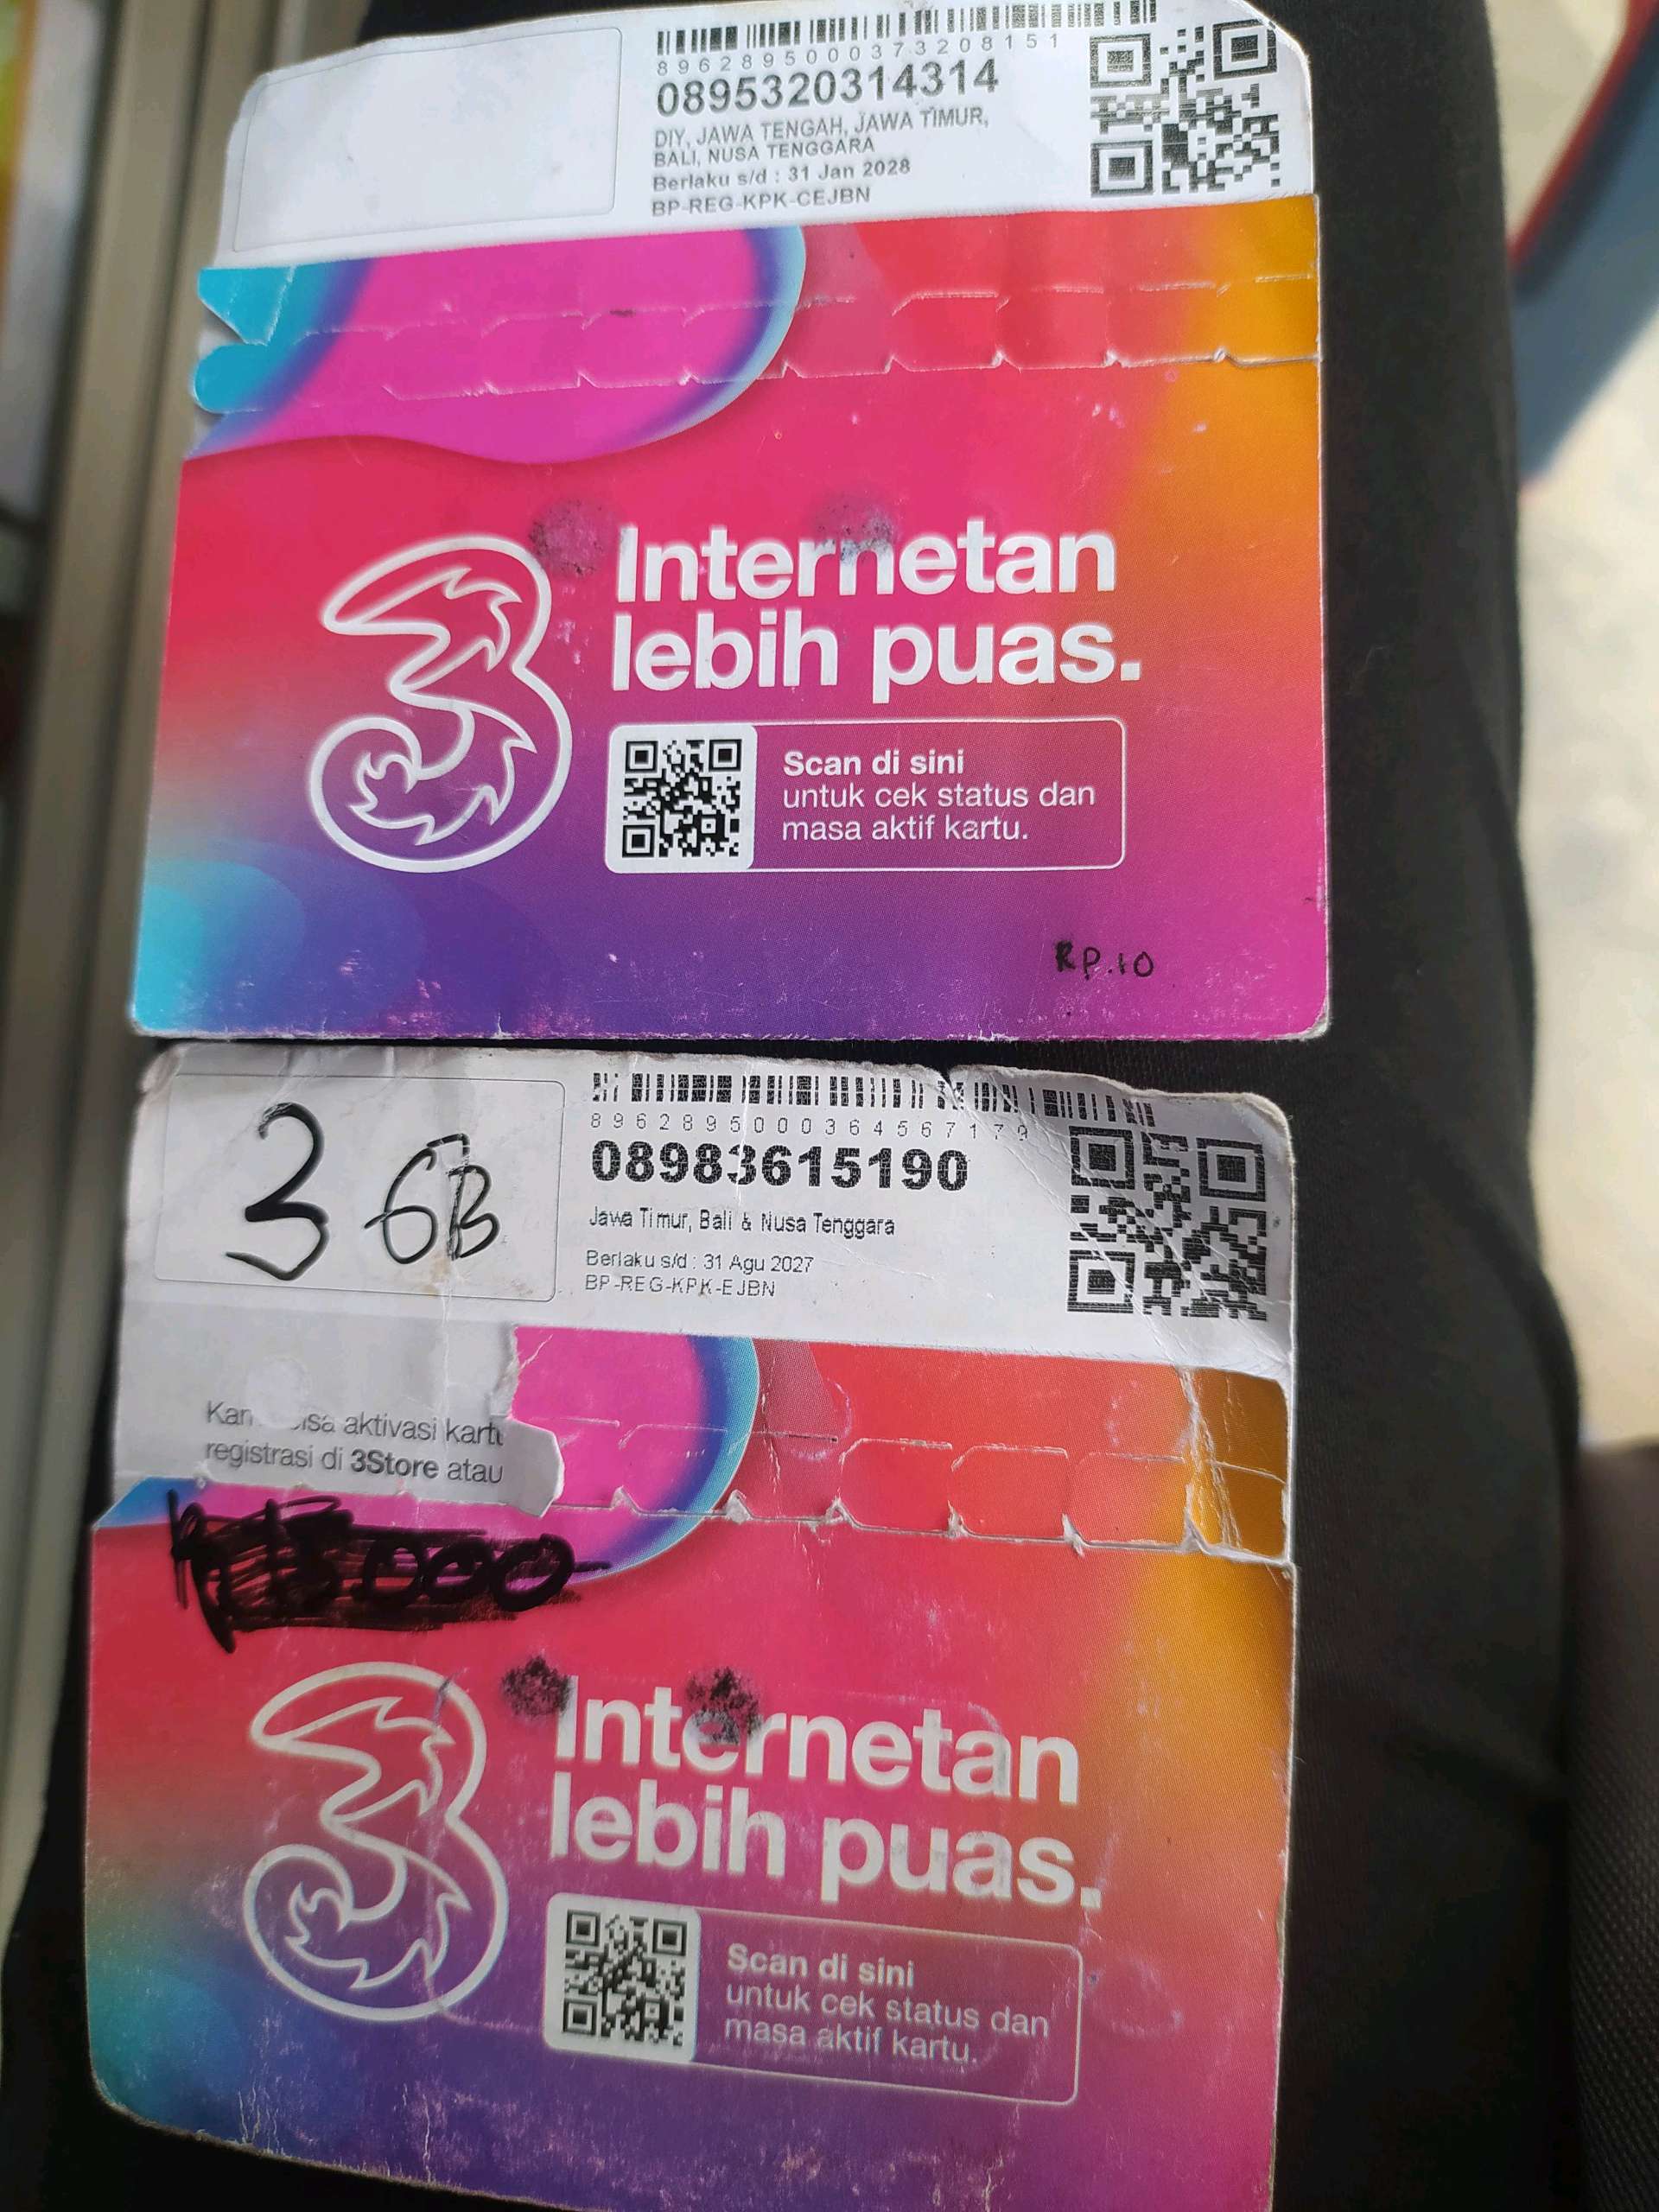 8962895000373208151
0895320314314
DIY, JAWA TENGAH, JAWA TIMUR,
BALI, NUSA TENGGARA
Berlaku s/d : 31 Jan 2028
BP-REG-KPK-CEJBN
3
Internetan
lebih puas.
Scan di sini
untuk cek status dan
masa aktif kartu.
RP.10
3 GB
8962895000364567179
08983615190
Jawa Timur, Bali & Nusa Tenggara
Berlaku s/d : 31 Agu 2027
BP-REG-KPK-EJBN
aktivasi
registrasi di 3Store atau
3
Internetan
lebih puas.
Scan di sini
untuk cek status dan
masa aktif kartu.